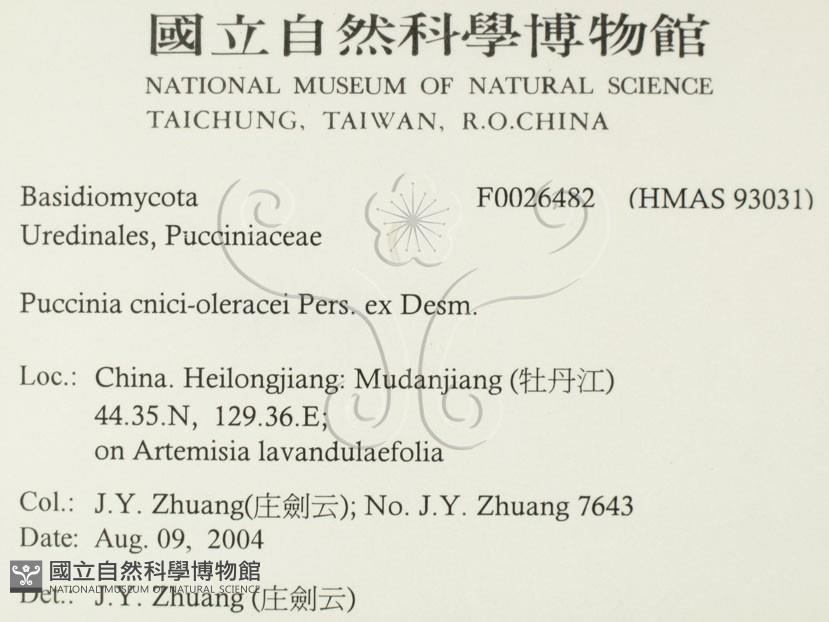 國立自然科學博物館
NATIONAL MUSEUM OF NATURAL SCIENCE
TAICHUNG, TAIWAN, R.O.CHINA
Basidiomycota F0026482 (HMAS 93031)
Uredinales, Pucciniaceae
Puccinia cnici-oleracei Pers. ex Desm.
Loc.: China. Heilongjiang: Mudanjiang (牡丹江)
44.35.N, 129.36.E;
on Artemisia lavandulaefolia
Col.: J.Y. Zhuang(庄劍云); No. J.Y. Zhuang 7643
Date: Aug. 09, 2004
國立自然科學博物館
NATIONAL MUSEUM OF NATURAL SCIENCE
Det.: J.Y. Zhuang (庄劍云)